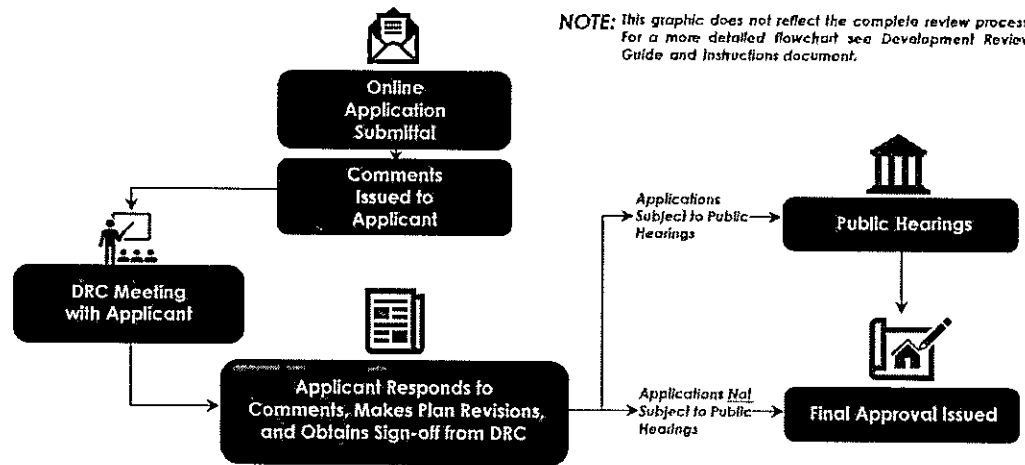 NOTE: This graphic does not reflect the complete review process
For a more detailed flowchart see Development Review
Guide and Instructions document.
Online
Application
Submittal
Comments
Issued to
Applicant
DRC Meeting
with Applicant
Applicant Responds to
Comments, Makes Plan Revisions,
and Obtains Sign-off from DRC
Applications
Subject to Public
Hearings
Public Hearings
Applications Not
Subject to Public
Hearings
Final Approval Issued